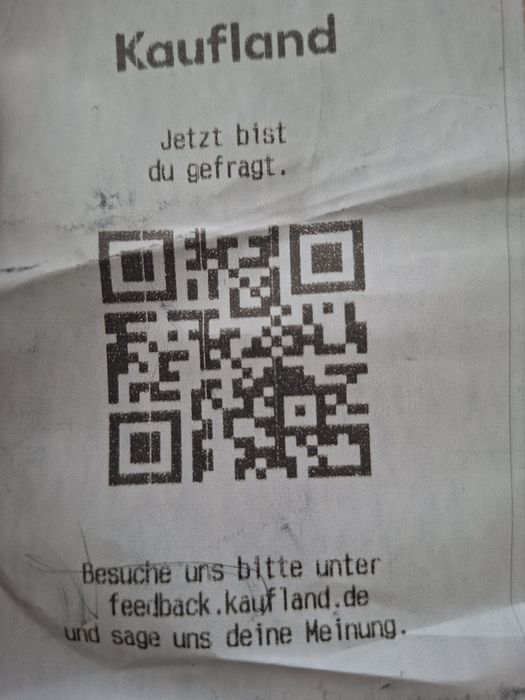 Kaufland
Jetzt bist
du gefragt.
Besuche uns bitte unter
feedback.kaufland.de
und sage uns deine Meinung.